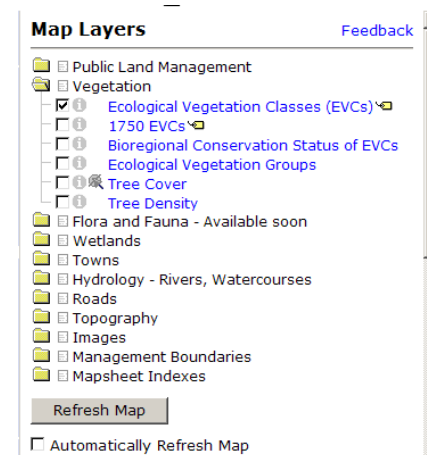 Map Layers
Feedback
Public Land Management
Vegetation
Ecological Vegetation Classes (EVCs)
1750 EVCs
Bioregional Conservation Status of EVCs
Ecological Vegetation Groups
Tree Cover
Tree Density
Flora and Fauna - Available soon
Wetlands
Towns
Hydrology - Rivers, Watercourses
Roads
Topography
Images
Management Boundaries
Mapsheet Indexes
Refresh Map
Automatically Refresh Map